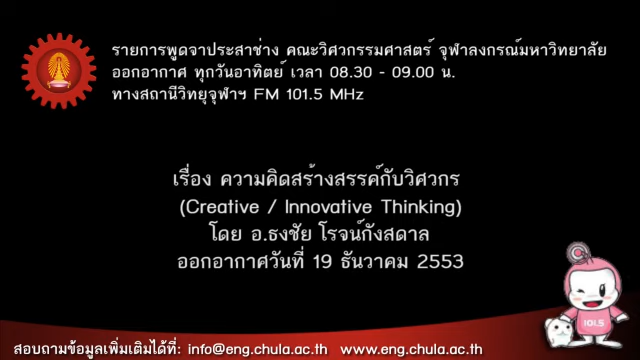 รายการพูดจาประสาช่าง คณะวิศวกรรมศาสตร์ จุฬาลงกรณ์มหาวิทยาลัย
ออกอากาศ ทุกวันอาทิตย์ เวลา 08.30 - 09.00 น.
ทางสถานีวิทยุจุฬาฯ FM 101.5 MHz
เรื่อง ความคิดสร้างสรรค์กับวิศวกร
(Creative / Innovative Thinking)
โดย อ.ธงชัย โรจน์กังสดาล
ออกอากาศวันที่ 19 ธันวาคม 2553
101.5
สอบถามข้อมูลเพิ่มเติมได้ที่: info@eng.chula.ac.th www.eng.chula.ac.th